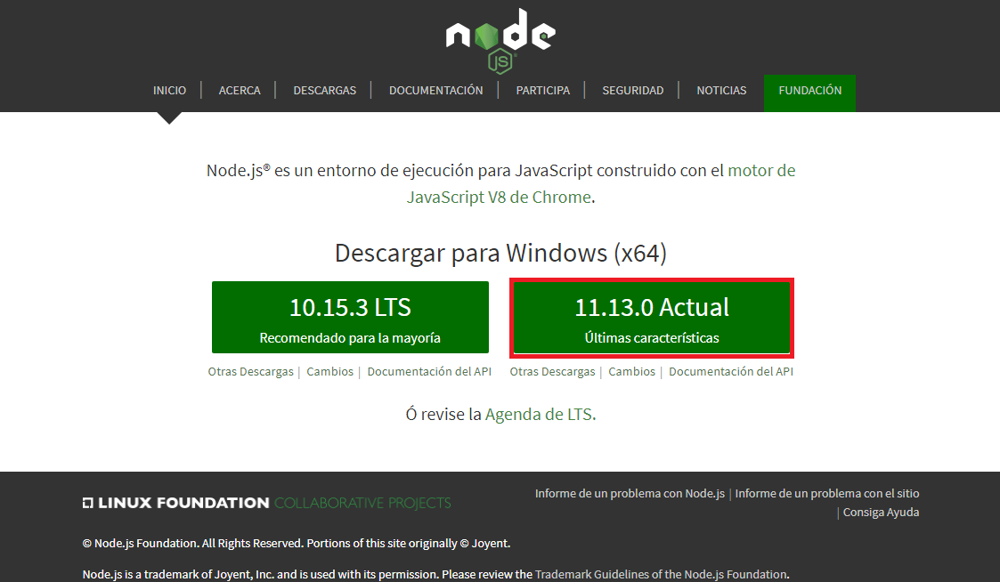 node
JS
INICIO | ACERCA | DESCARGAS | DOCUMENTACIÓN | PARTICIPA | SEGURIDAD | NOTICIAS FUNDACIÓN
Node.js® es un entorno de ejecución para JavaScript construido con el motor de
JavaScript V8 de Chrome.
Descargar para Windows (x64)
10.15.3 LTS
Recomendado para la mayoría
11.13.0 Actual
Últimas características
Otras Descargas | Cambios | Documentación del API
Otras Descargas | Cambios | Documentación del API
Ó revise la Agenda de LTS.
LINUX FOUNDATION COLLABORATIVE PROJECTS
Informe de un problema con Node.js | Informe de un problema con el sitio
| Consiga Ayuda
© Node.js Foundation. All Rights Reserved. Portions of this site originally © Joyent.
Node.js is a trademark of Joyent, Inc. and is used with its permission. Please review the Trademark Guidelines of the Node.js Foundation.